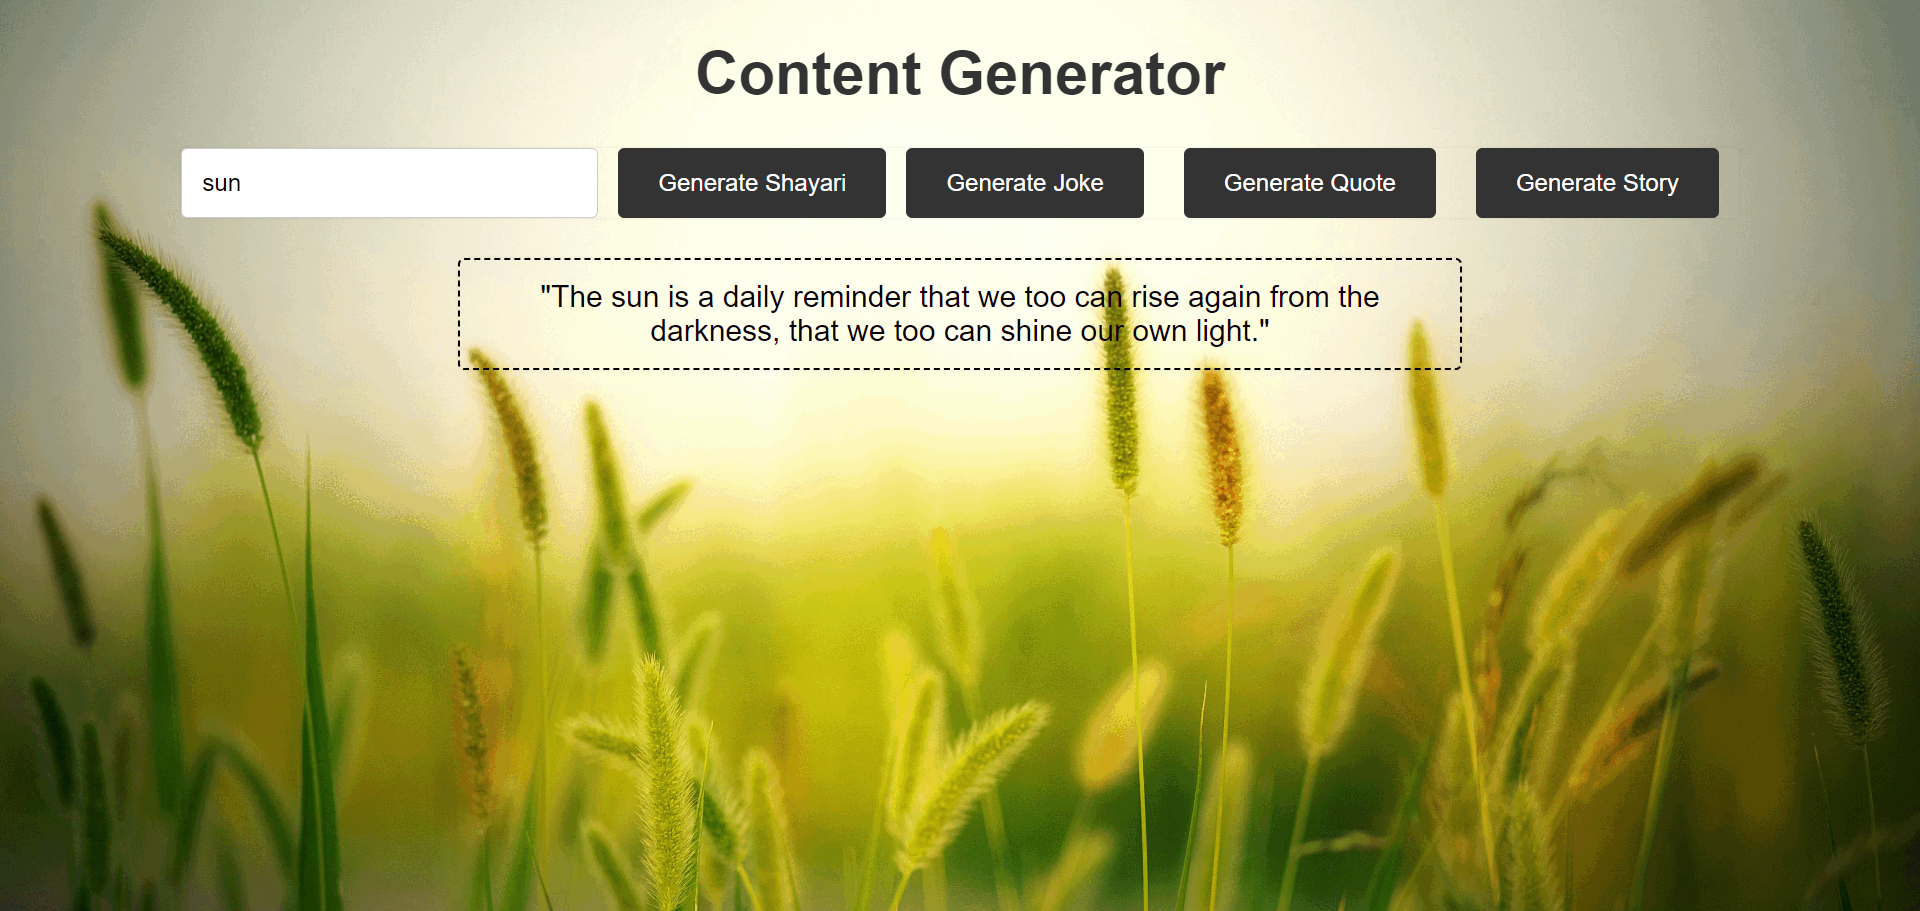 Content Generator
sun
Generate Shayari
Generate Joke
Generate Quote
Generate Story
"The sun is a daily reminder that we too can rise again from the
darkness, that we too can shine our own light."